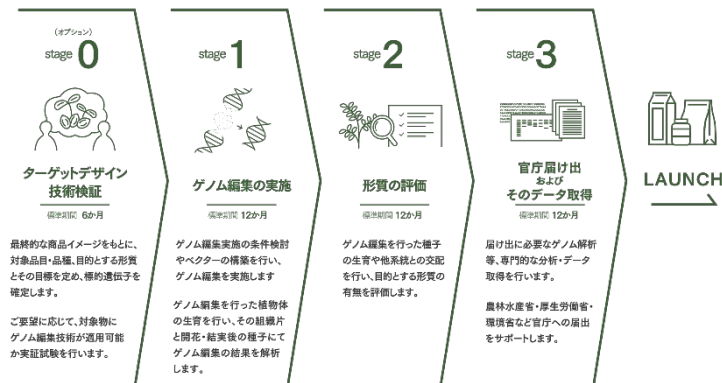 （オプション）
stage 0
ターゲットデザイン
技術検証
標準期間 6か月
最終的な商品イメージをもとに、
対象品目・品種、目的とする形質
とその目標を定め、標的遺伝子を
確定します。
ご要望に応じて、対象物に
ゲノム編集技術が適用可能
か実証試験を行います。
stage 1
ゲノム編集の実施
標準期間 12か月
ゲノム編集実施の条件検討
やベクターの構築を行い、
ゲノム編集を実施します
ゲノム編集を行った植物体
の生育を行い、その組織片
と開花・結実後の種子にて
ゲノム編集の結果を解析
します。
stage 2
形質の評価
標準期間 12か月
ゲノム編集を行った種子
の生育や他系統との交配
を行い、目的とする形質の
有無を評価します。
stage 3
官庁届け出
および
そのデータ取得
標準期間 12か月
届け出に必要なゲノム解析
等、専門的な分析・データ
取得を行います。
農林水産省・厚生労働省・
環境省など官庁への届出
をサポートします。
LAUNCH